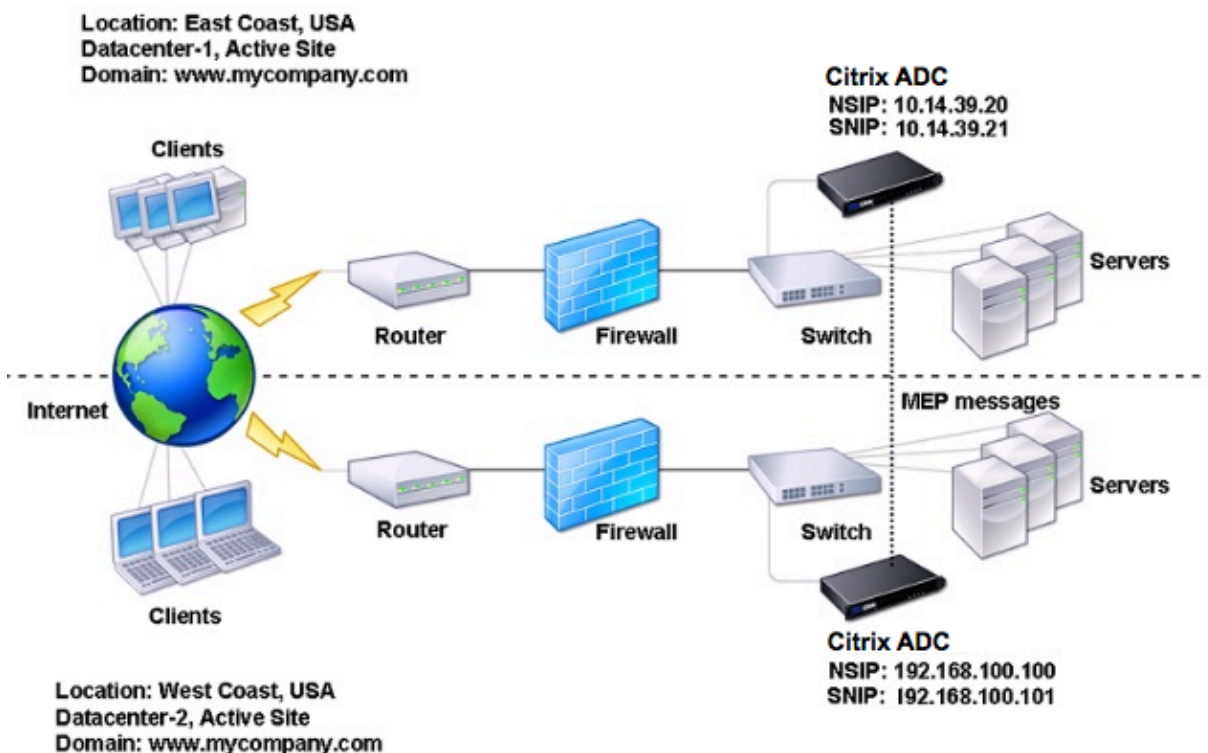 Location: East Coast, USA
Datacenter-1, Active Site
Domain: www.mycompany.com
Citrix ADC
NSIP: 10.14.39.20
SNIP: 10.14.39.21
Clients
Servers
Router
Firewall
Switch
Internet
MEP messages
Servers
Router
Firewall
Switch
Clients
Citrix ADC
NSIP: 192.168.100.100
SNIP: 192.168.100.101
Location: West Coast, USA
Datacenter-2, Active Site
Domain: www.mycompany.com